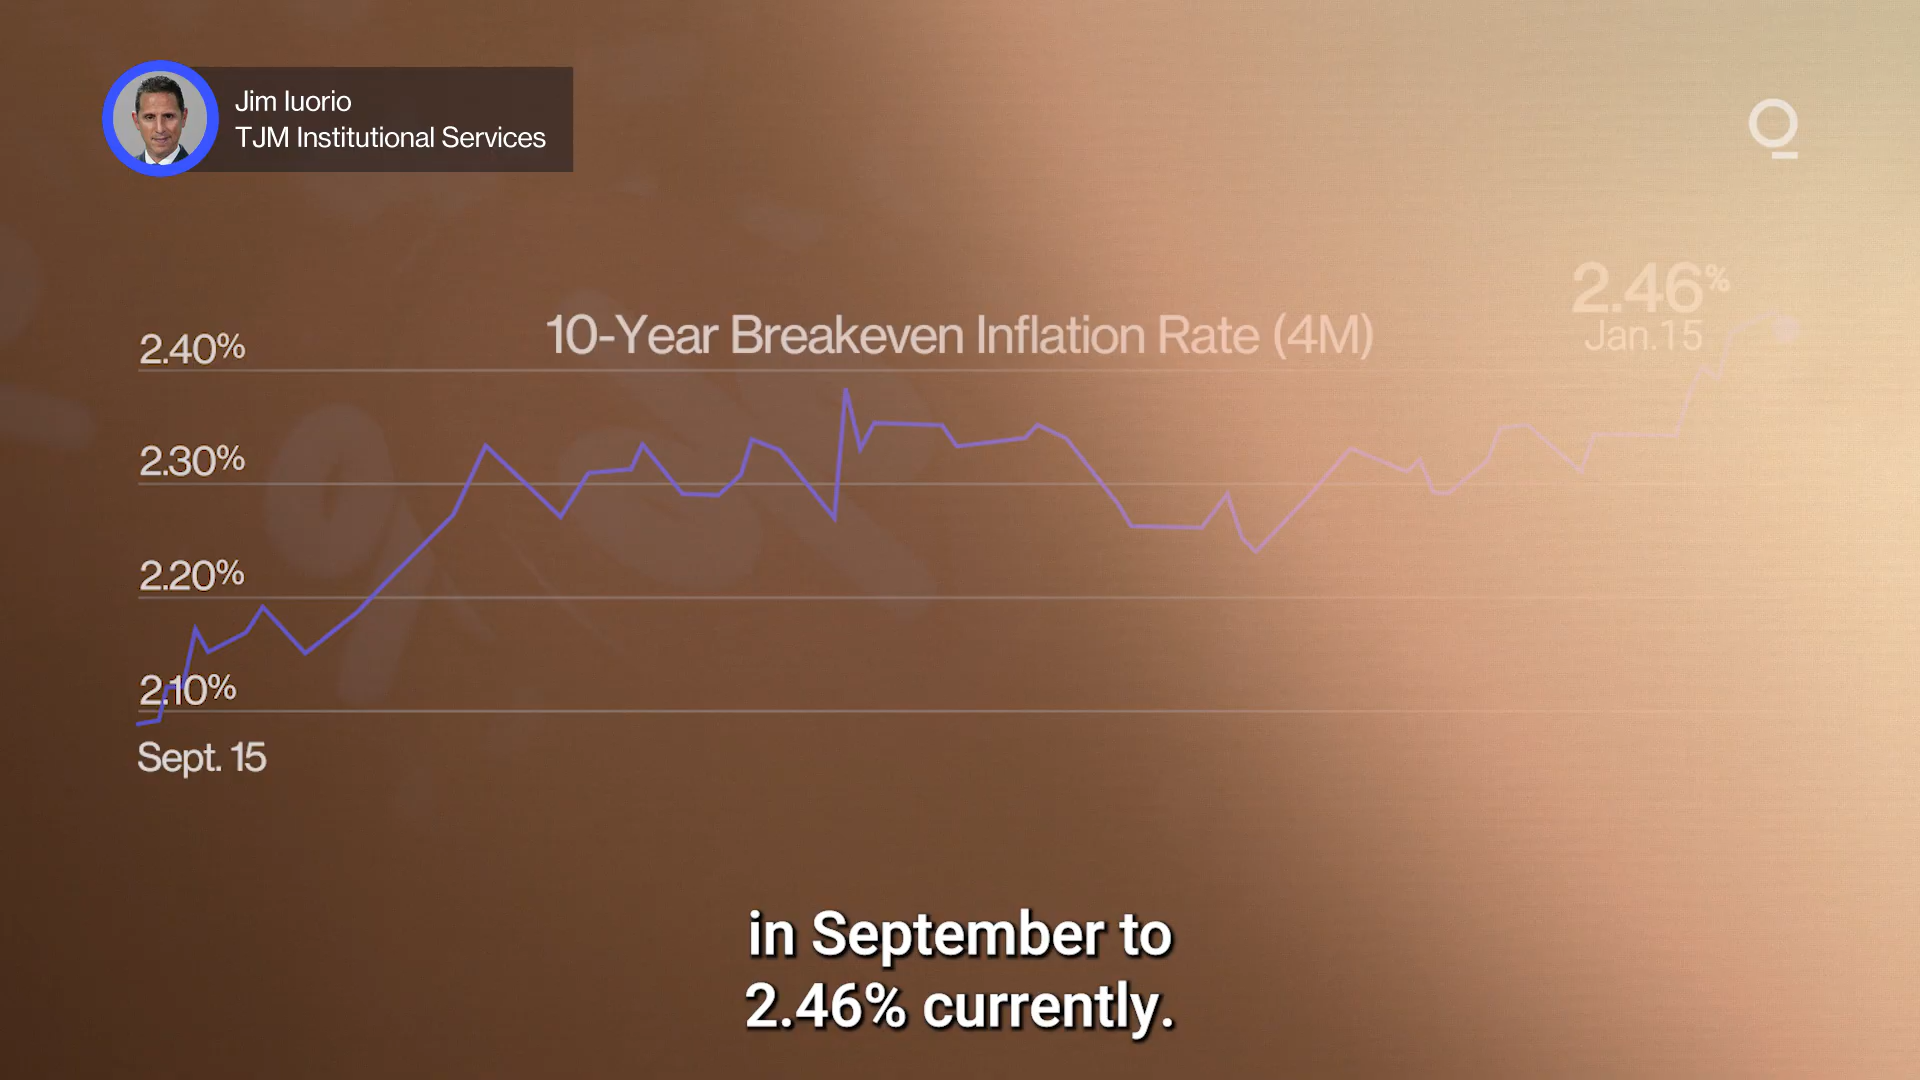 Jim Iuorio
TJM Institutional Services
2.46%
Jan.15
10-Year Breakeven Inflation Rate (4M)
2.40%
2.30%
2.20%
2.10%
Sept. 15
in September to
2.46% currently.